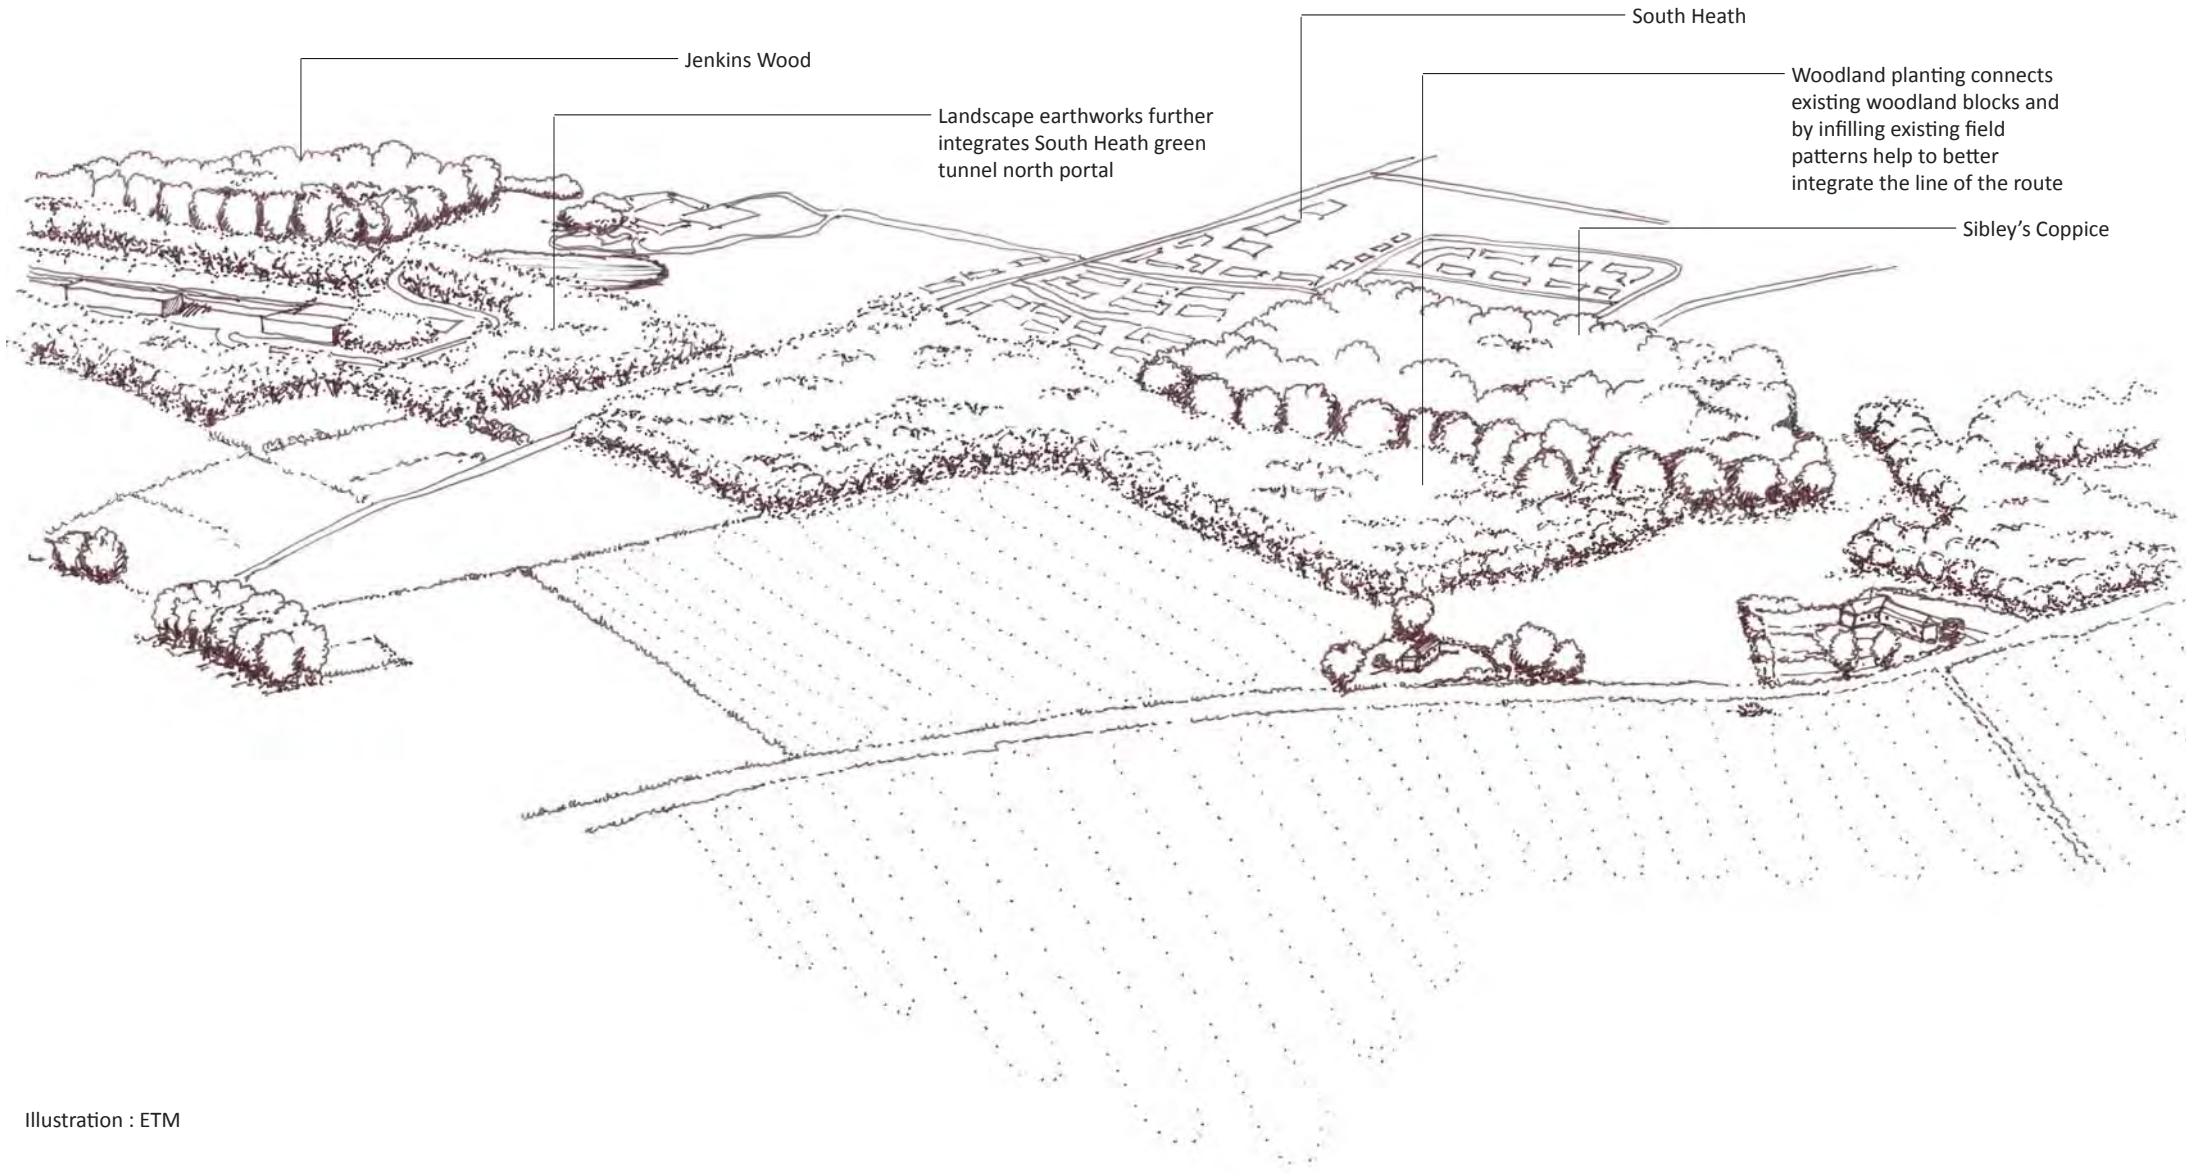 South Heath
Jenkins Wood
Woodland planting connects
existing woodland blocks and
by infilling existing field
patterns help to better
integrate the line of the route
Landscape earthworks further
integrates South Heath green
tunnel north portal
Sibley’s Coppice
Illustration : ETM